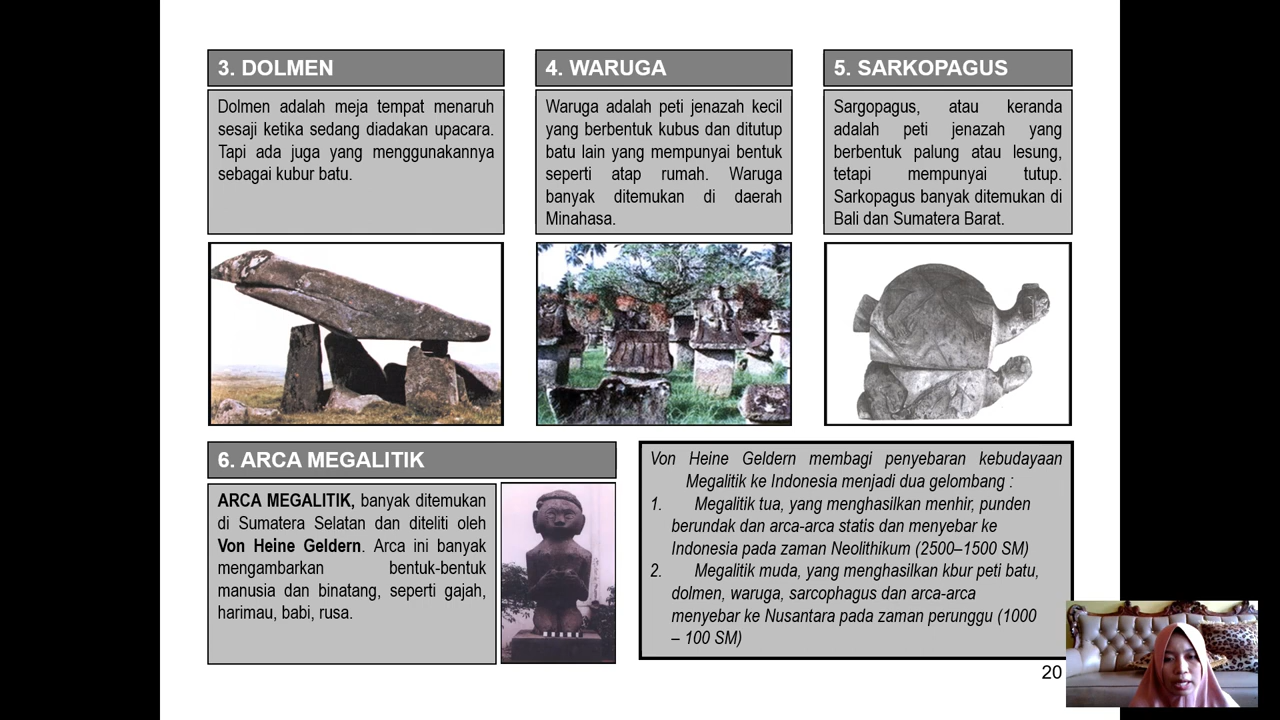 3. DOLMEN
Dolmen adalah meja tempat menaruh
sesaji ketika sedang diadakan upacara.
Tapi ada juga yang menggunakannya
sebagai kubur batu.
4. WARUGA
Waruga adalah peti jenazah kecil
yang berbentuk kubus dan ditutup
batu lain yang mempunyai bentuk
seperti atap rumah. Waruga
banyak ditemukan di daerah
Minahasa.
5. SARKOPAGUS
Sargopagus, atau keranda
adalah peti jenazah yang
berbentuk palung atau lesung,
tetapi mempunyai tutup.
Sarkopagus banyak ditemukan di
Bali dan Sumatera Barat.
6. ARCA MEGALITIK
ARCA MEGALITIK, banyak ditemukan
di Sumatera Selatan dan diteliti oleh
Von Heine Geldern. Arca ini banyak
mengambarkan bentuk-bentuk
manusia dan binatang, seperti gajah,
harimau, babi, rusa.
Von Heine Geldern membagi penyebaran kebudayaan
Megalitik ke Indonesia menjadi dua gelombang :
1. Megalitik tua, yang menghasilkan menhir, punden
berundak dan arca-arca statis dan menyebar ke
Indonesia pada zaman Neolithikum (2500–1500 SM)
2. Megalitik muda, yang menghasilkan kbur peti batu,
dolmen, waruga, sarcophagus dan arca-arca
menyebar ke Nusantara pada zaman perunggu (1000
– 100 SM)
20